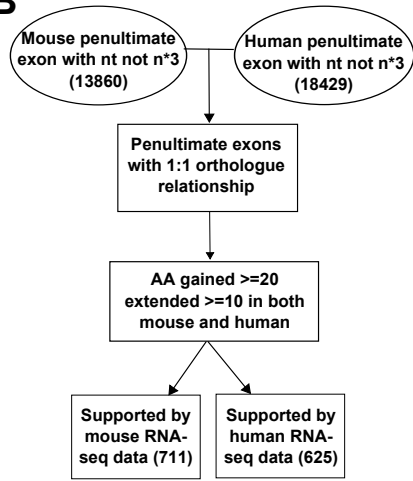 B
Mouse penultimate
exon with nt not n*3
(13860)
Human penultimate
exon with nt not n*3
(18429)
Penultimate exons
with 1:1 orthologue
relationship
AA gained >=20
extended >=10 in both
mouse and human
Supported by
mouse RNA-
seq data (711)
Supported by
human RNA-
seq data (625)